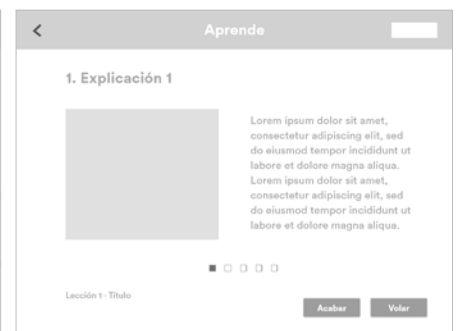 Aprende
1. Explicación 1
Lorem ipsum dolor sit amet,
consectetur adipiscing elit, sed
do eiusmod tempor incididunt ut
labore et dolore magna aliqua.
Lorem ipsum dolor sit amet,
consectetur adipiscing elit, sed
do eiusmod tempor incididunt ut
labore et dolore magna aliqua.
Lección 1 - Título
Acabar
Volar